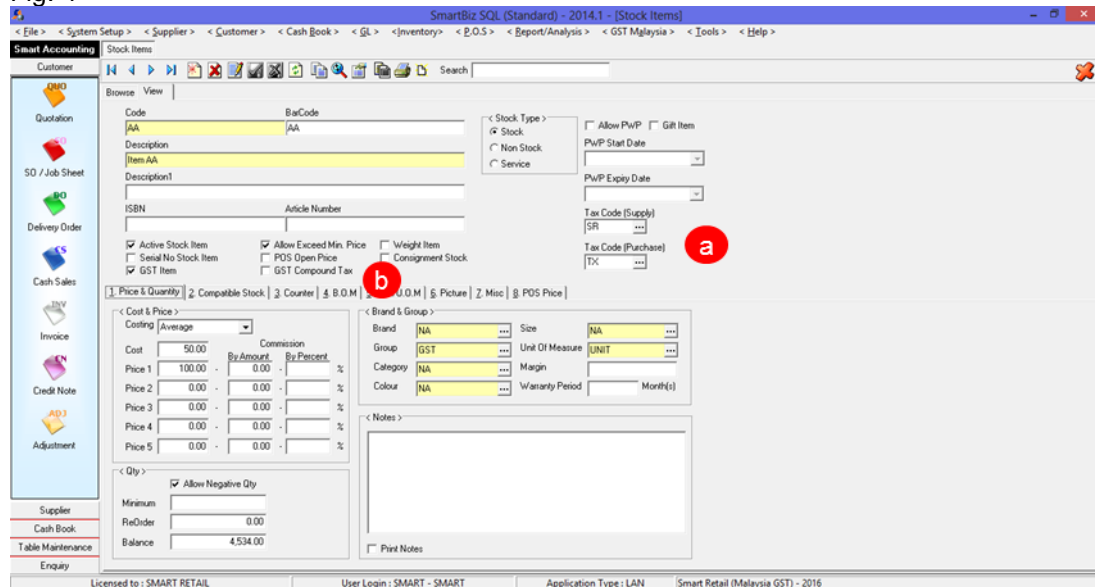 SmartBiz SQL (Standard) - 2014.1 - [Stock Items]
< File > < System Setup > < Supplier > < Customer > < Cash Book > < GL > <Inventory> < P.O.S > < Report/Analysis > < GST Malaysia > < Tools > < Help >
Smart Accounting Stock Items
Customer Search
Browse View
QUO
Quotation
SO
SO / Job Sheet
DO
Delivery Order
CS
Cash Sales
INV
Invoice
CN
Credit Note
ADJ
Adjustment
Supplier
Cash Book
Table Maintenance
Enquiry
Code BarCode
AA AA
Description
Item AA
Description1
ISBN Article Number
Active Stock Item Allow Exceed Min. Price Weight Item
Serial No Stock Item POS Open Price Consignment Stock
GST Item GST Compound Tax
< Stock Type >
Stock
Non Stock
Service
Allow PWP Gift Item
PWP Start Date
PWP Expiry Date
Tax Code (Supply)
SR ...
Tax Code (Purchase)
TX ...
a
b
1. Price & Quantity 2. Compatible Stock 3. Counter 4. B.O.M U.O.M 6. Picture 7. Misc 8. POS Price
< Cost & Price >
Costing Average
Commission
Cost 50.00 By Amount By Percent
Price 1 100.00 - 0.00 - %
Price 2 0.00 - 0.00 - %
Price 3 0.00 - 0.00 - %
Price 4 0.00 - 0.00 - %
Price 5 0.00 - 0.00 - %
< Qty >
Allow Negative Qty
Minimum
ReOrder 0.00
Balance 4,534.00
< Brand & Group >
Brand NA ... Size NA ...
Group GST ... Unit Of Measure UNIT ...
Category NA ... Margin
Colour NA ... Warranty Period Month(s)
< Notes >
Print Notes
Licensed to : SMART RETAIL User Login : SMART - SMART Application Type : LAN Smart Retail (Malaysia GST) - 2016